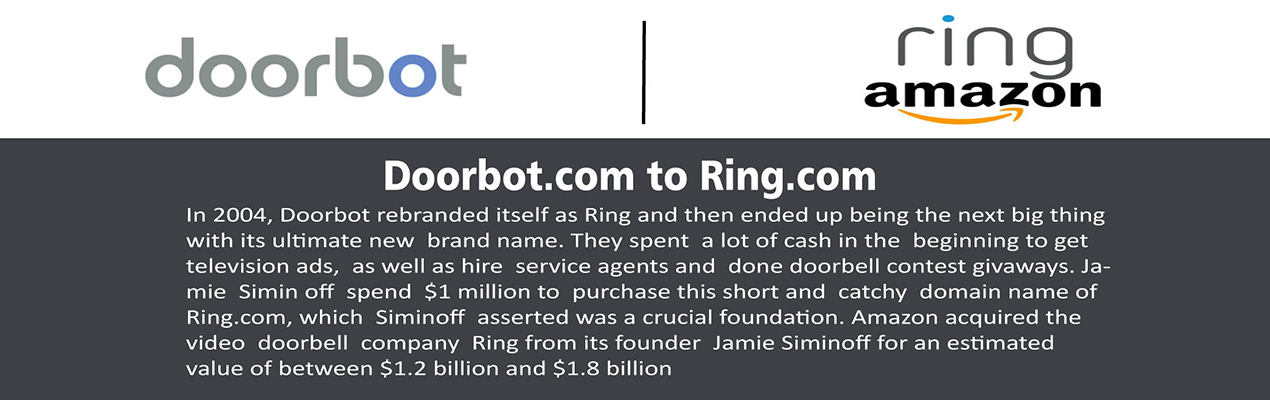 doorbot
ring
amazon
Doorbot.com to Ring.com
In 2004, Doorbot rebranded itself as Ring and then ended up being the next big thing
with its ultimate new brand name. They spent a lot of cash in the beginning to get
television ads, as well as hire service agents and done doorbell contest givaways. Ja-
mie Simin off spend $1 million to purchase this short and catchy domain name of
Ring.com, which Siminoff asserted was a crucial foundation. Amazon acquired the
video doorbell company Ring from its founder Jamie Siminoff for an estimated
value of between $1.2 billion and $1.8 billion